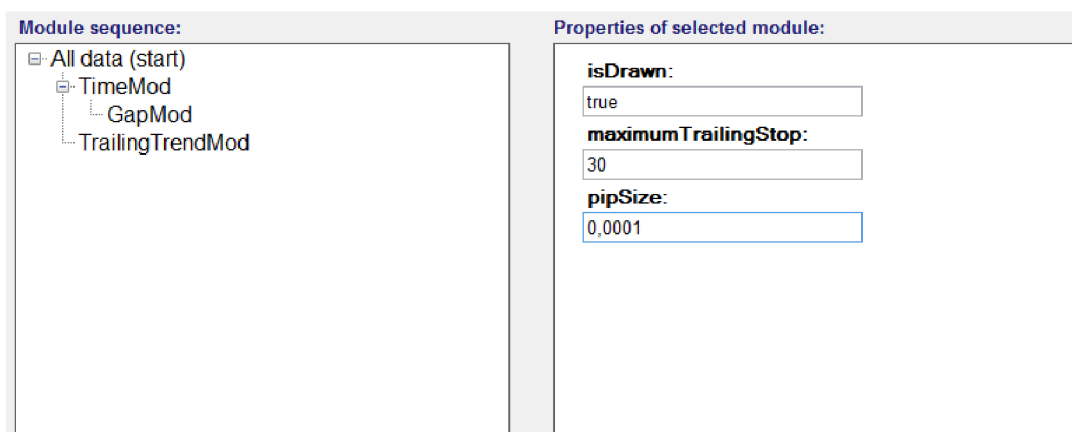 Module sequence:
All data (start)
TimeMod
GapMod
TrailingTrendMod
Properties of selected module:
isDrawn:
true
maximumTrailingStop:
30
pipSize:
0,0001